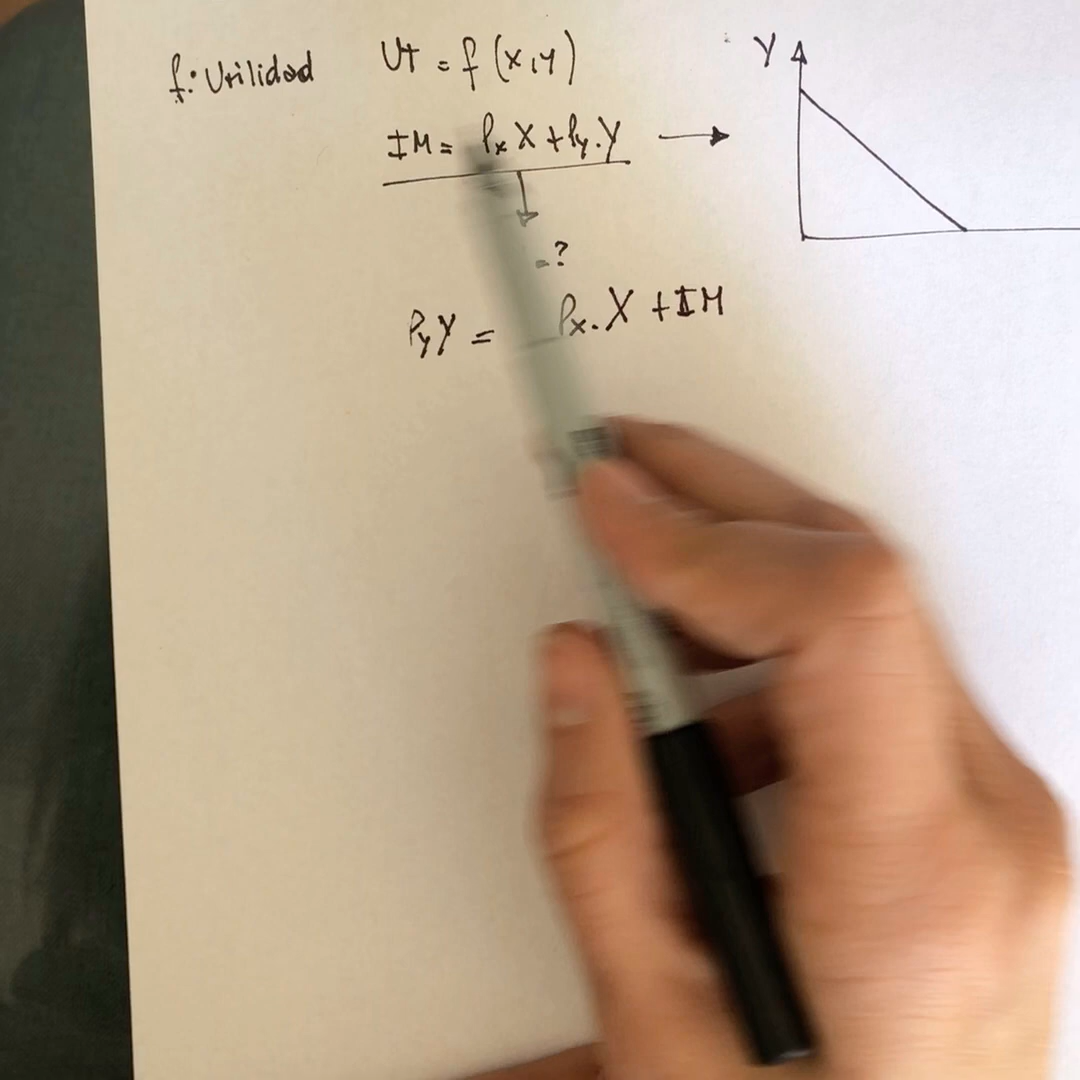 f: Utilidad Ut = f (x,y) Y
IM = Px X + Py.Y
= ?
PyY = Px.X + IM